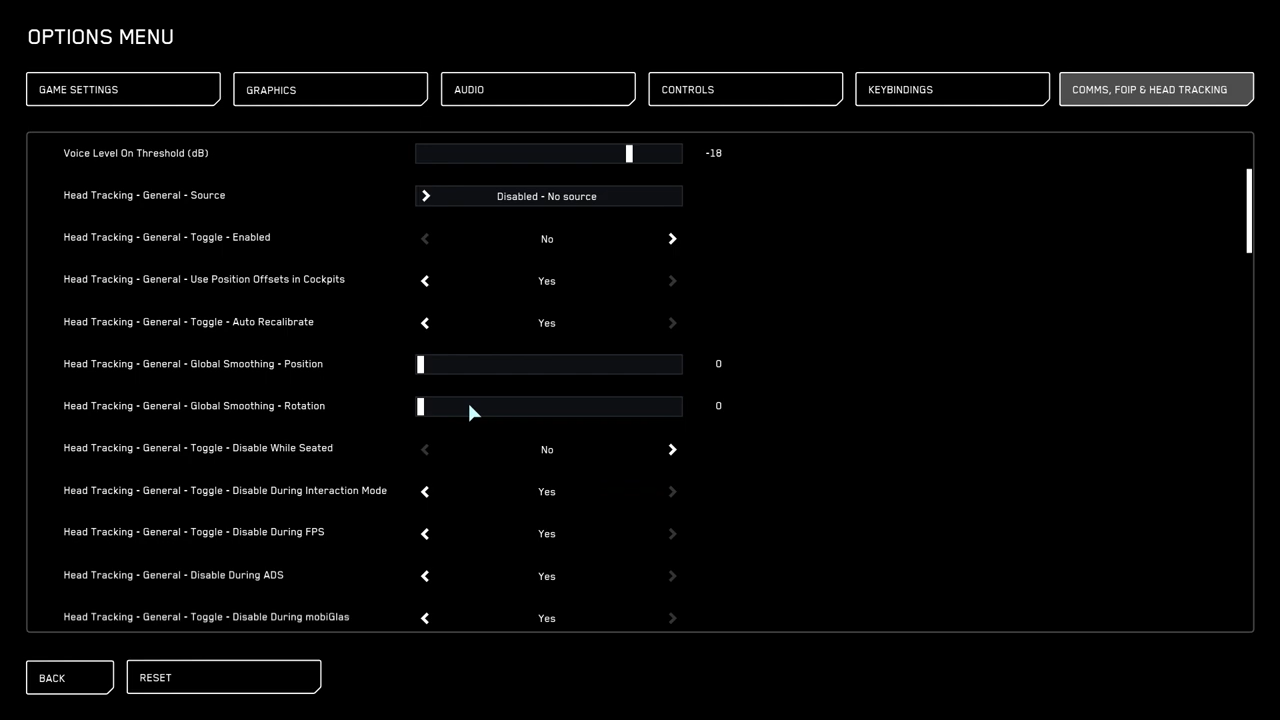 OPTIONS MENU
GAME SETTINGS
GRAPHICS
AUDIO
CONTROLS
KEYBINDINGS
COMMS, FOIP & HEAD TRACKING
Voice Level On Threshold (dB) -18
Head Tracking - General - Source Disabled - No source
Head Tracking - General - Toggle - Enabled No
Head Tracking - General - Use Position Offsets in Cockpits Yes
Head Tracking - General - Toggle - Auto Recalibrate Yes
Head Tracking - General - Global Smoothing - Position 0
Head Tracking - General - Global Smoothing - Rotation 0
Head Tracking - General - Toggle - Disable While Seated No
Head Tracking - General - Toggle - Disable During Interaction Mode Yes
Head Tracking - General - Toggle - Disable During FPS Yes
Head Tracking - General - Disable During ADS Yes
Head Tracking - General - Toggle - Disable During mobiGlas Yes
BACK
RESET